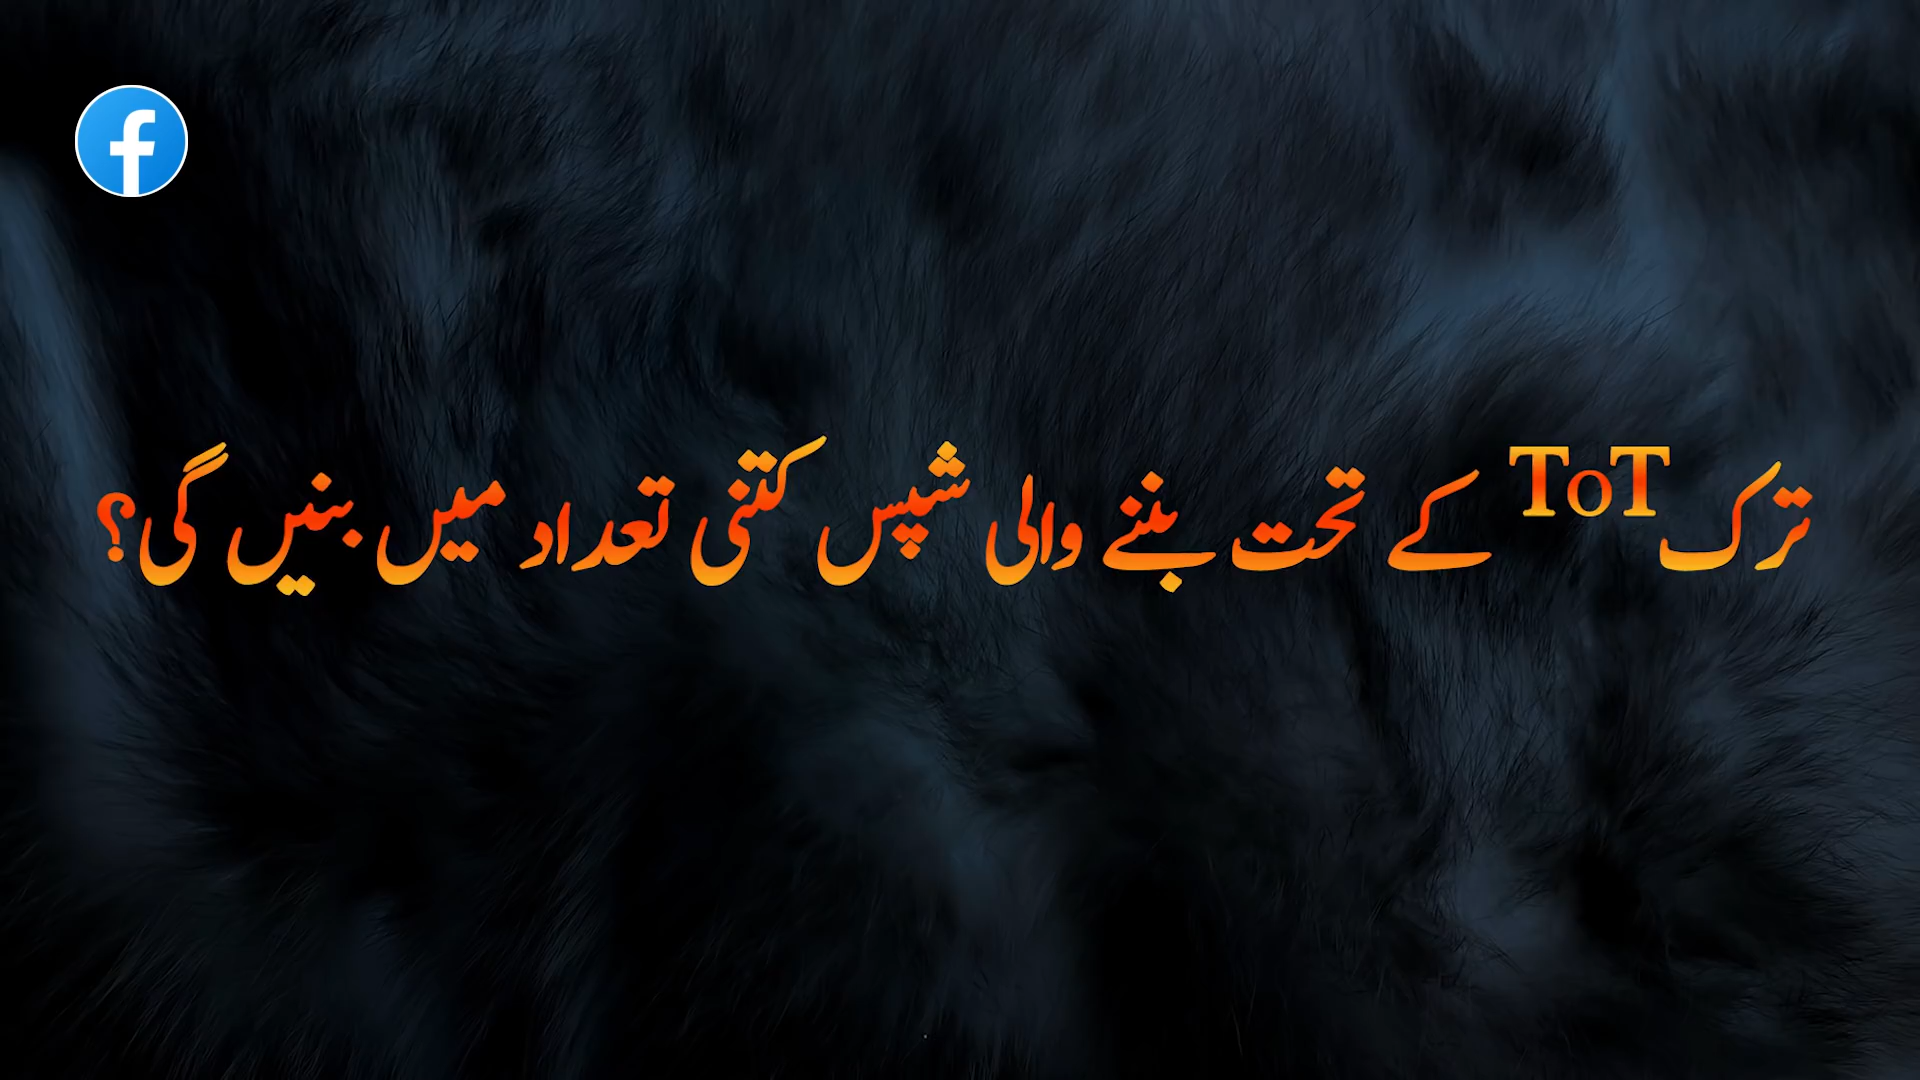 ترک ToT کے تحت بننے والی شپس کتنی تعداد میں بنیں گی؟